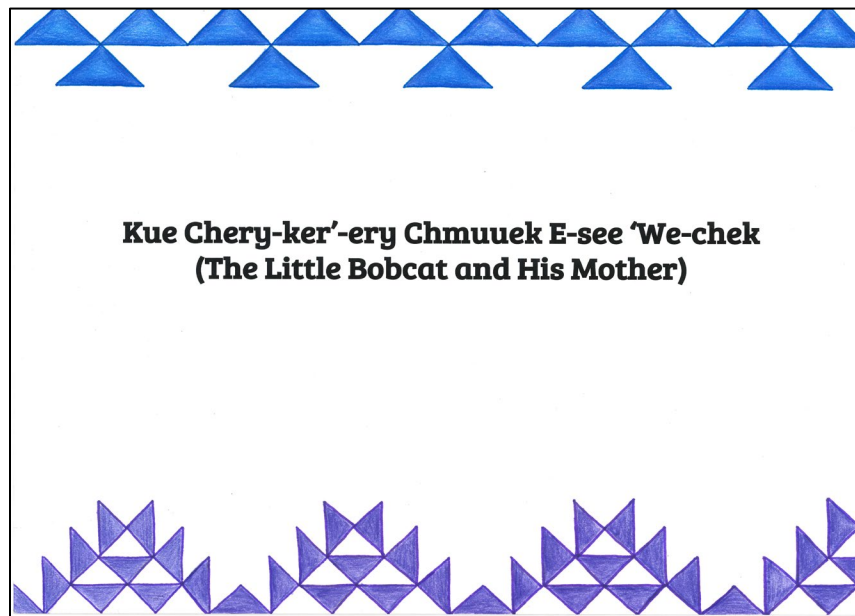 Kue Chery-ker’-ery Chmuuek E-see ‘We-chek
(The Little Bobcat and His Mother)